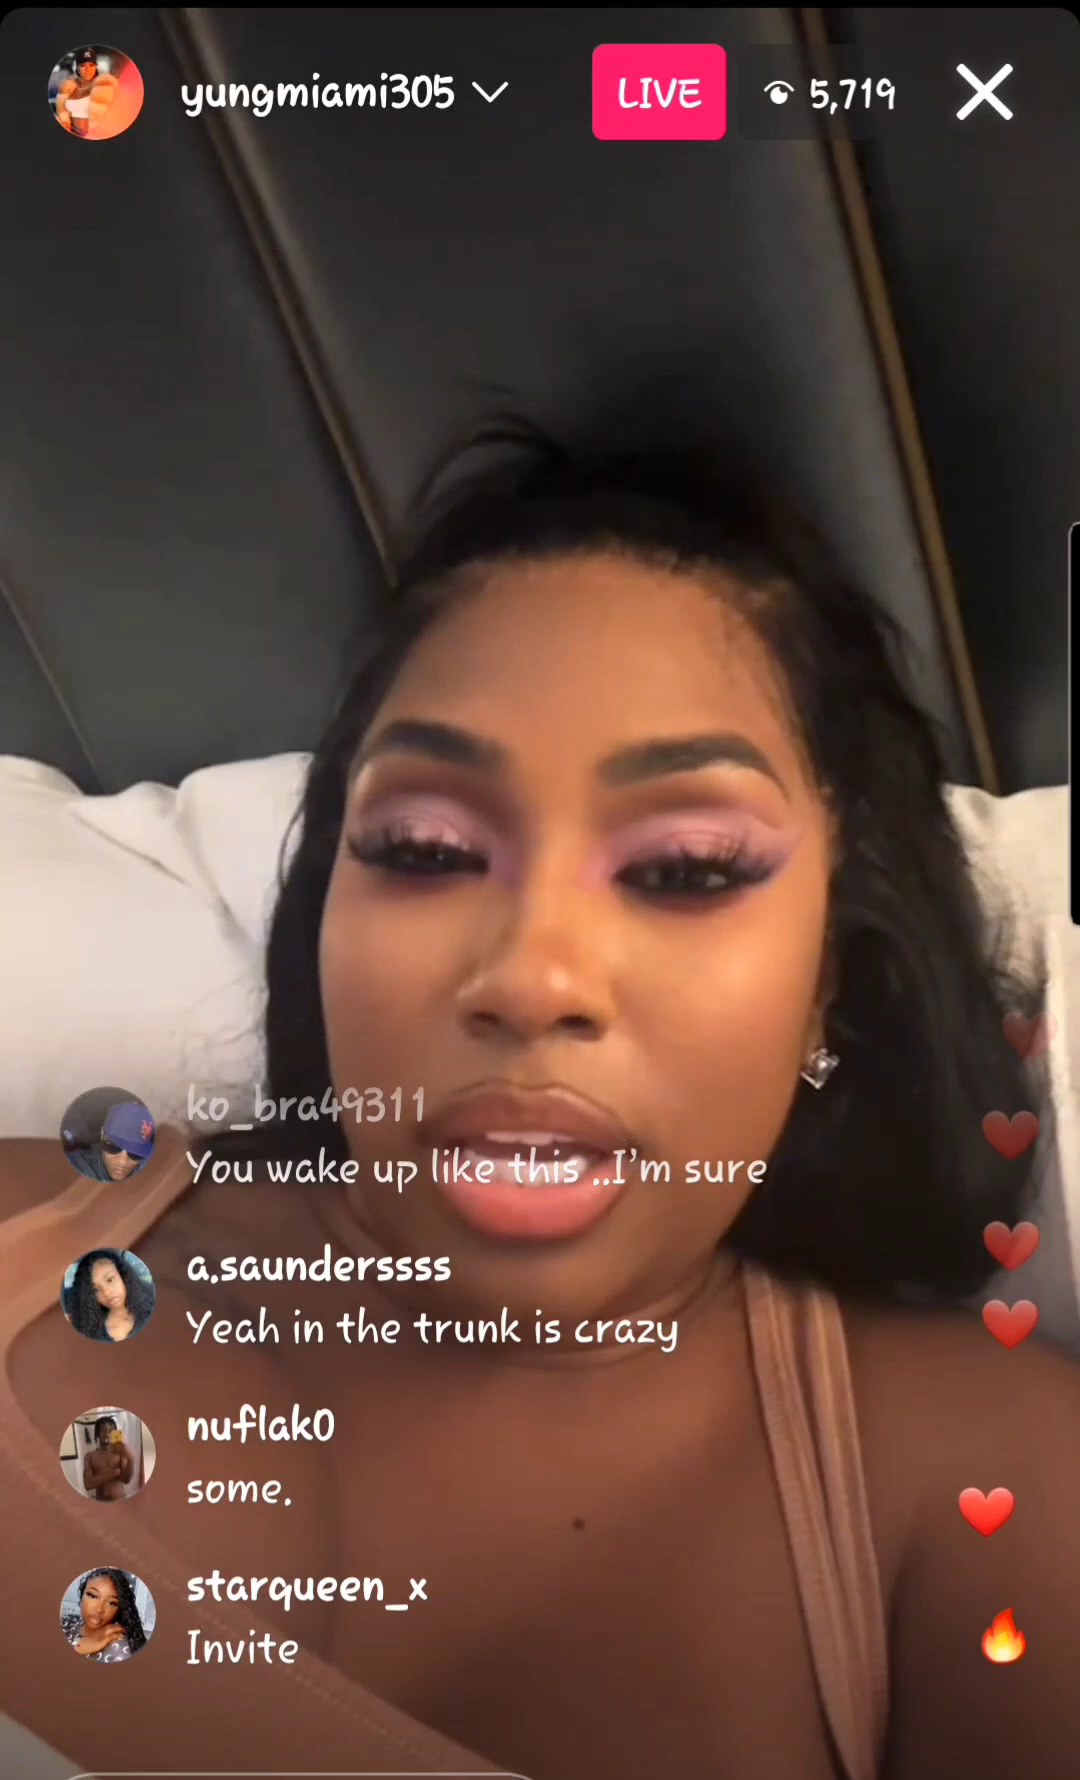 yungmiami305
LIVE
5,719
ko_bra49311
You wake up like this ..I'm sure
a.saunderssss
Yeah in the trunk is crazy
nuflak0
some.
starqueen_x
Invite